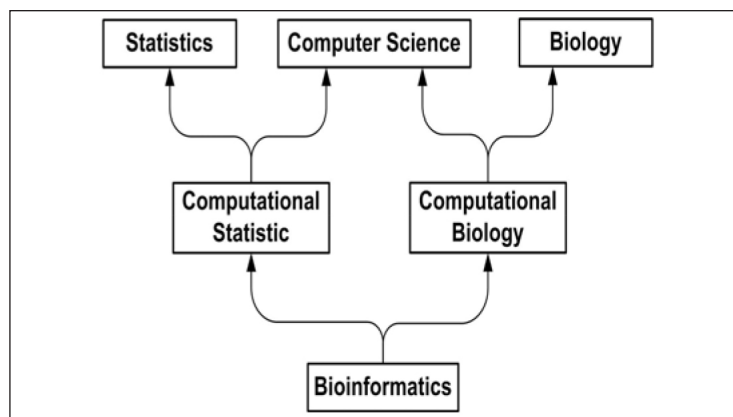 Statistics
Computer Science
Biology
Computational
Statistic
Computational
Biology
Bioinformatics